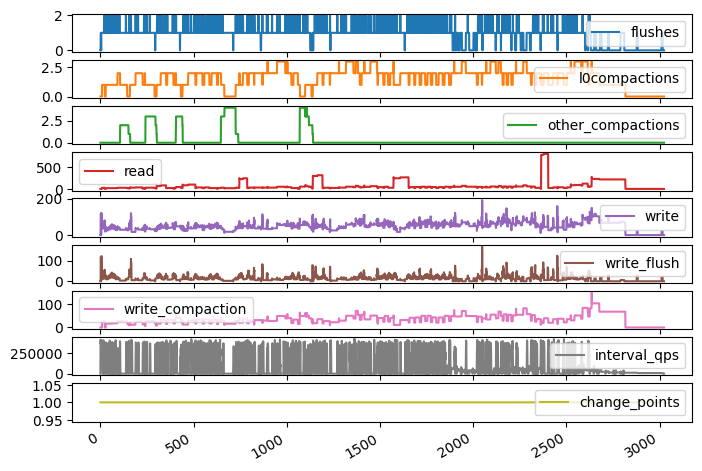 2
0
flushes
2.5
0.0
l0compactions
2.5
0.0
other_compactions
500
0
read
200
0
write
100
0
write_flush
100
0
write_compaction
250000
0
interval_qps
1.05
1.00
0.95
change_points
0
500
1000
1500
2000
2500
3000